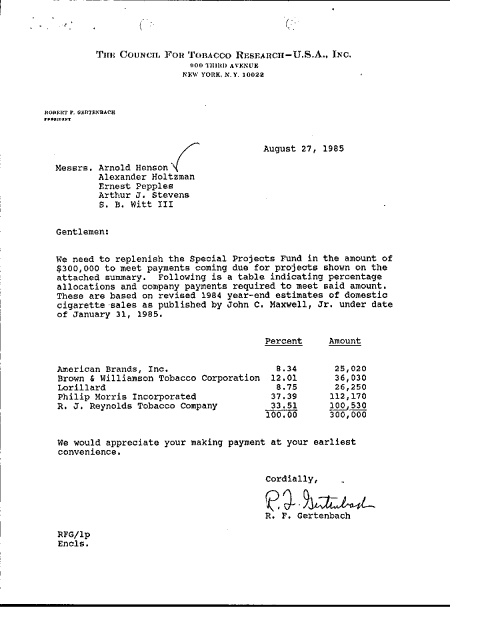 THE COUNCIL FOR TOBACCO RESEARCH—U.S.A., INC.
900 THIRD AVENUE
NEW YORK, N.Y. 10022
ROBERT F. GERTENBACH
PRESIDENT
August 27, 1985
Messrs. Arnold Henson
Alexander Holtzman
Ernest Pepples
Arthur J. Stevens
S. B. Witt III
Gentlemen:
We need to replenish the Special Projects Fund in the amount of
$300,000 to meet payments coming due for projects shown on the
attached summary. Following is a table indicating percentage
allocations and company payments required to meet said amount.
These are based on revised 1984 year-end estimates of domestic
cigarette sales as published by John C. Maxwell, Jr. under date
of January 31, 1985.
Percent Amount
American Brands, Inc. 8.34 25,020
Brown & Williamson Tobacco Corporation 12.01 36,030
Lorillard 8.75 26,250
Philip Morris Incorporated 37.39 112,170
R. J. Reynolds Tobacco Company 33.51 100,530
100.00 300,000
We would appreciate your making payment at your earliest
convenience.
Cordially,
R. F. Gertenbach
R. F. Gertenbach
RFG/lp
Encls.